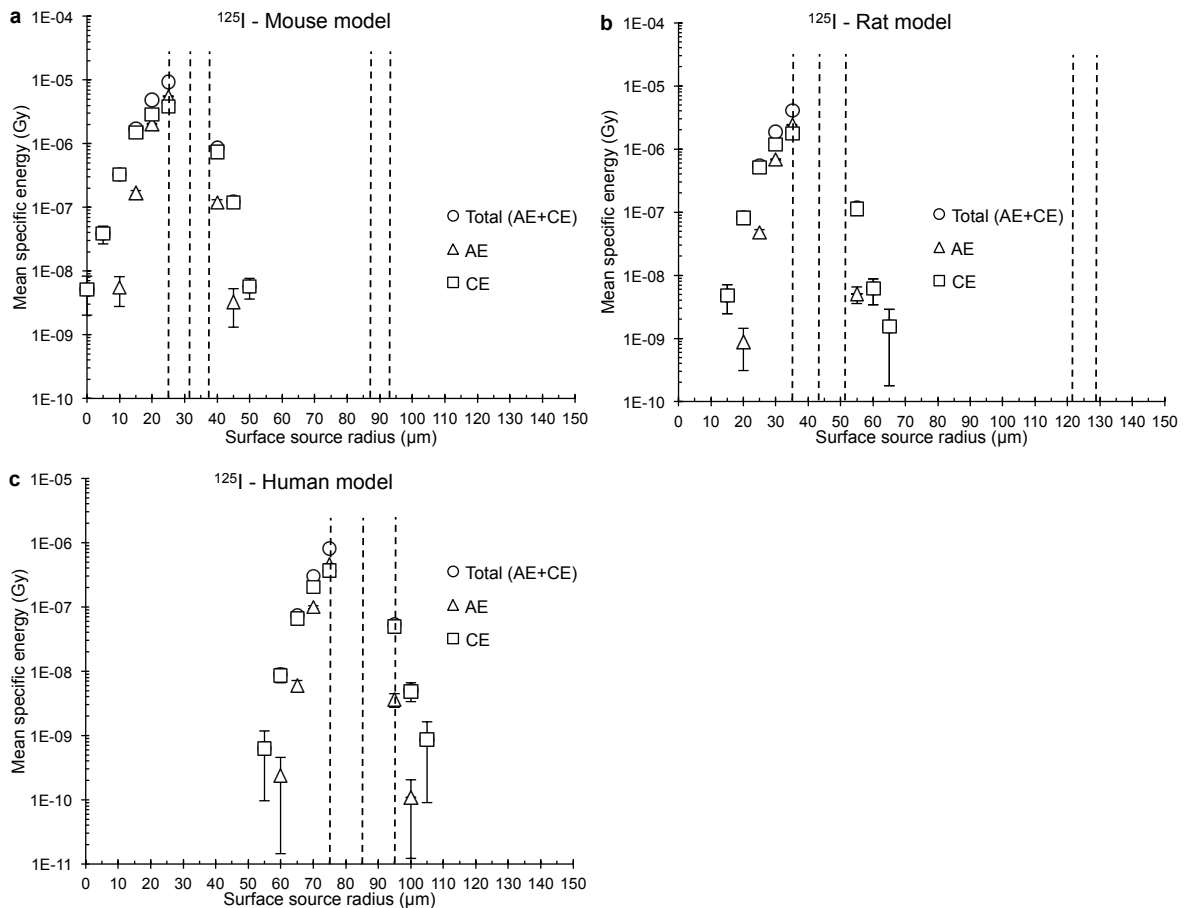 a
¹²⁵I - Mouse model
1E-04
1E-05
1E-06
1E-07
1E-08
1E-09
1E-10
Mean specific energy (Gy)
Total (AE+CE)
AE
CE
0 10 20 30 40 50 60 70 80 90 100 110 120 130 140 150
Surface source radius (µm)
b
¹²⁵I - Rat model
1E-04
1E-05
1E-06
1E-07
1E-08
1E-09
1E-10
Mean specific energy (Gy)
Total (AE+CE)
AE
CE
0 10 20 30 40 50 60 70 80 90 100 110 120 130 140 150
Surface source radius (µm)
c
¹²⁵I - Human model
1E-05
1E-06
1E-07
1E-08
1E-09
1E-10
1E-11
Mean specific energy (Gy)
Total (AE+CE)
AE
CE
0 10 20 30 40 50 60 70 80 90 100 110 120 130 140 150
Surface source radius (µm)